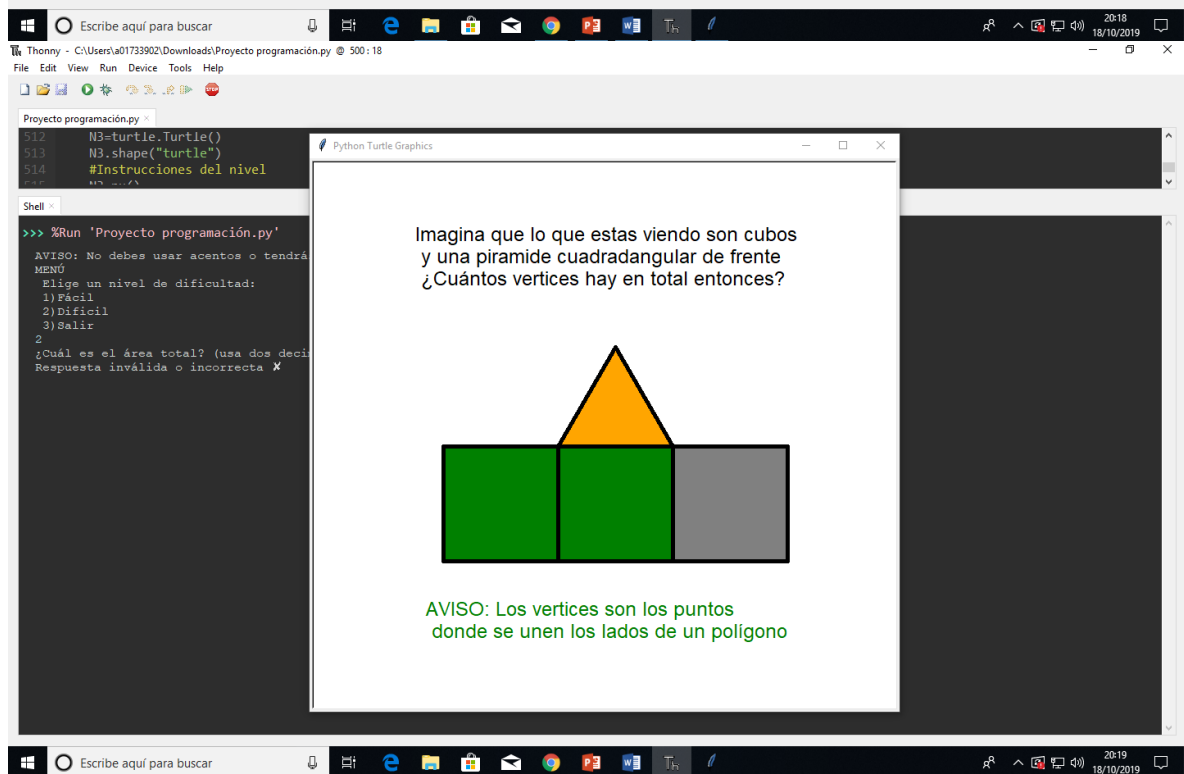 Escribe aquí para buscar
20:18
18/10/2019
Thonny - C:\Users\a01733902\Downloads\Proyecto programación.py @ 500 : 18
File Edit View Run Device Tools Help
STOP
Proyecto programación.py
512 N3=turtle.Turtle()
513 N3.shape("turtle")
514 #Instrucciones del nivel
Python Turtle Graphics
Shell
>>> %Run 'Proyecto programación.py'
AVISO: No debes usar acentos o tendrá
MENÚ
Elige un nivel de dificultad:
1)Fácil
2)Dificil
3)Salir
2
¿Cuál es el área total? (usa dos deci
Respuesta inválida o incorrecta ✘
Imagina que lo que estas viendo son cubos
y una piramide cuadradangular de frente
¿Cuántos vertices hay en total entonces?
AVISO: Los vertices son los puntos
donde se unen los lados de un polígono
Escribe aquí para buscar
20:19
18/10/2019